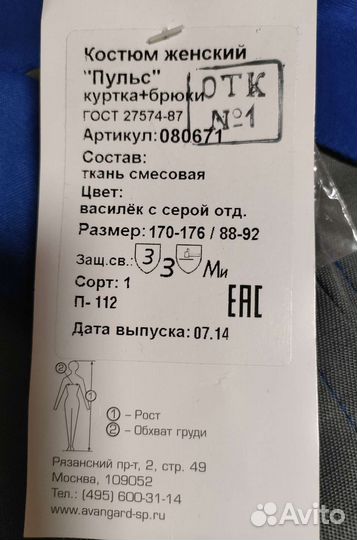 Костюм женский
"Пульс"
куртка+брюки
ОТК
№1
ГОСТ 27574-87
Артикул:080671
Состав:
ткань смесовая
Цвет:
василёк с серой отд.
Размер: 170-176 / 88-92
Защ.св.: З З Ми
Сорт: 1
П- 112
ЕАС
Дата выпуска: 07.14
2
1
1 - Рост
2 - Обхват груди
Рязанский пр-т, 2, стр. 49
Москва, 109052
Тел.: (495) 600-31-14
www.avangard-sp.ru
Avito